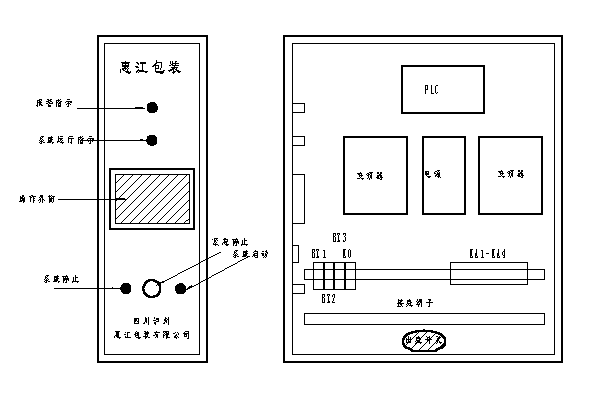 惠江包装
报警指示
系统运行指示
操作界面
系统停止
紧急停止
系统启动
四川泸州
惠江包装有限公司
PLC
变频器
电源
变频器
BZ3
BZ1
K0
KA1-KA4
BZ2
接线端子